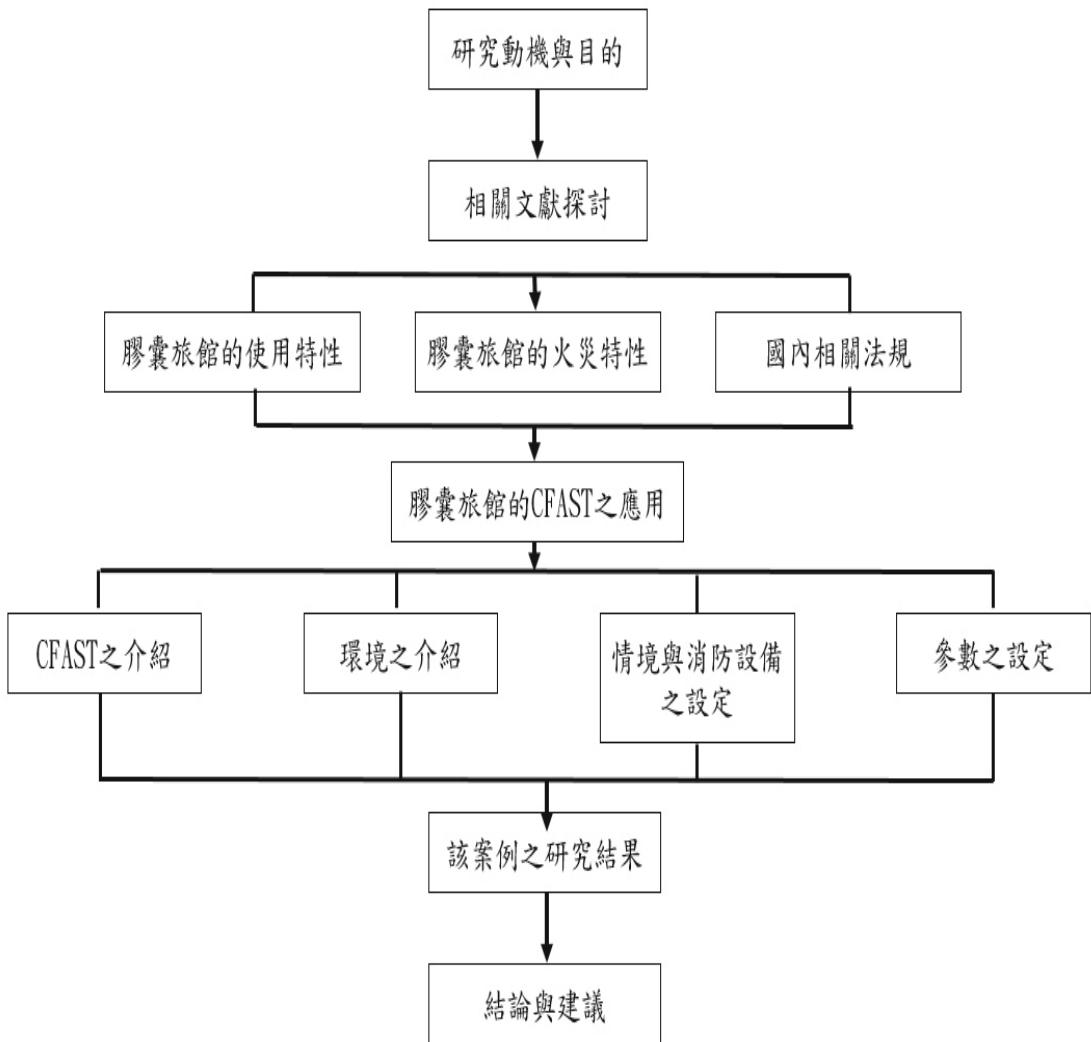 研究動機與目的
相關文獻探討
膠囊旅館的使用特性
膠囊旅館的火災特性
國內相關法規
膠囊旅館的CFAST之應用
CFAST之介紹
環境之介紹
情境與消防設備
之設定
參數之設定
該案例之研究結果
結論與建議